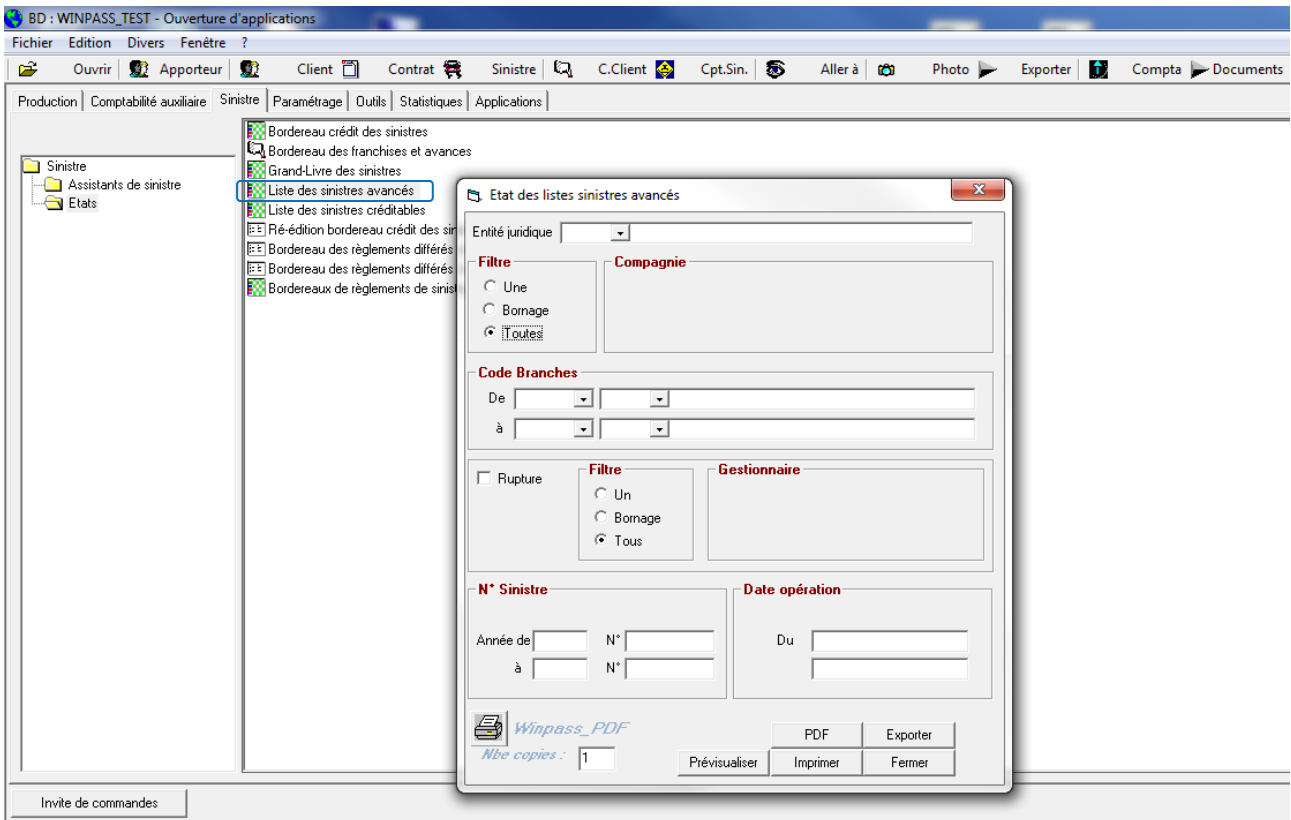 BD : WINPASS_TEST - Ouverture d'applications
Fichier Edition Divers Fenêtre ?
Ouvrir Apporteur Client Contrat Sinistre C.Client Cpt.Sin. Aller à Photo Exporter Compta Documents
Production Comptabilité auxiliaire Sinistre Paramétrage Outils Statistiques Applications
Sinistre
Assistants de sinistre
Etats
Bordereau crédit des sinistres
Bordereau des franchises et avances
Grand-Livre des sinistres
Liste des sinistres avancés
Liste des sinistres créditables
Ré-édition bordereau crédit des sin
Bordereau des règlements différés
Bordereau des règlements différés
Bordereaux de règlements de sinist
Etat des listes sinistres avancés
Entité juridique
Filtre Compagnie
Une
Bornage
Toutes
Code Branches
De
à
Rupture Filtre Gestionnaire
Un
Bornage
Tous
N° Sinistre Date opération
Année de N° Du
à N°
Winpass_PDF
Nbe copies : 1
PDF Exporter
Prévisualiser Imprimer Fermer
Invite de commandes